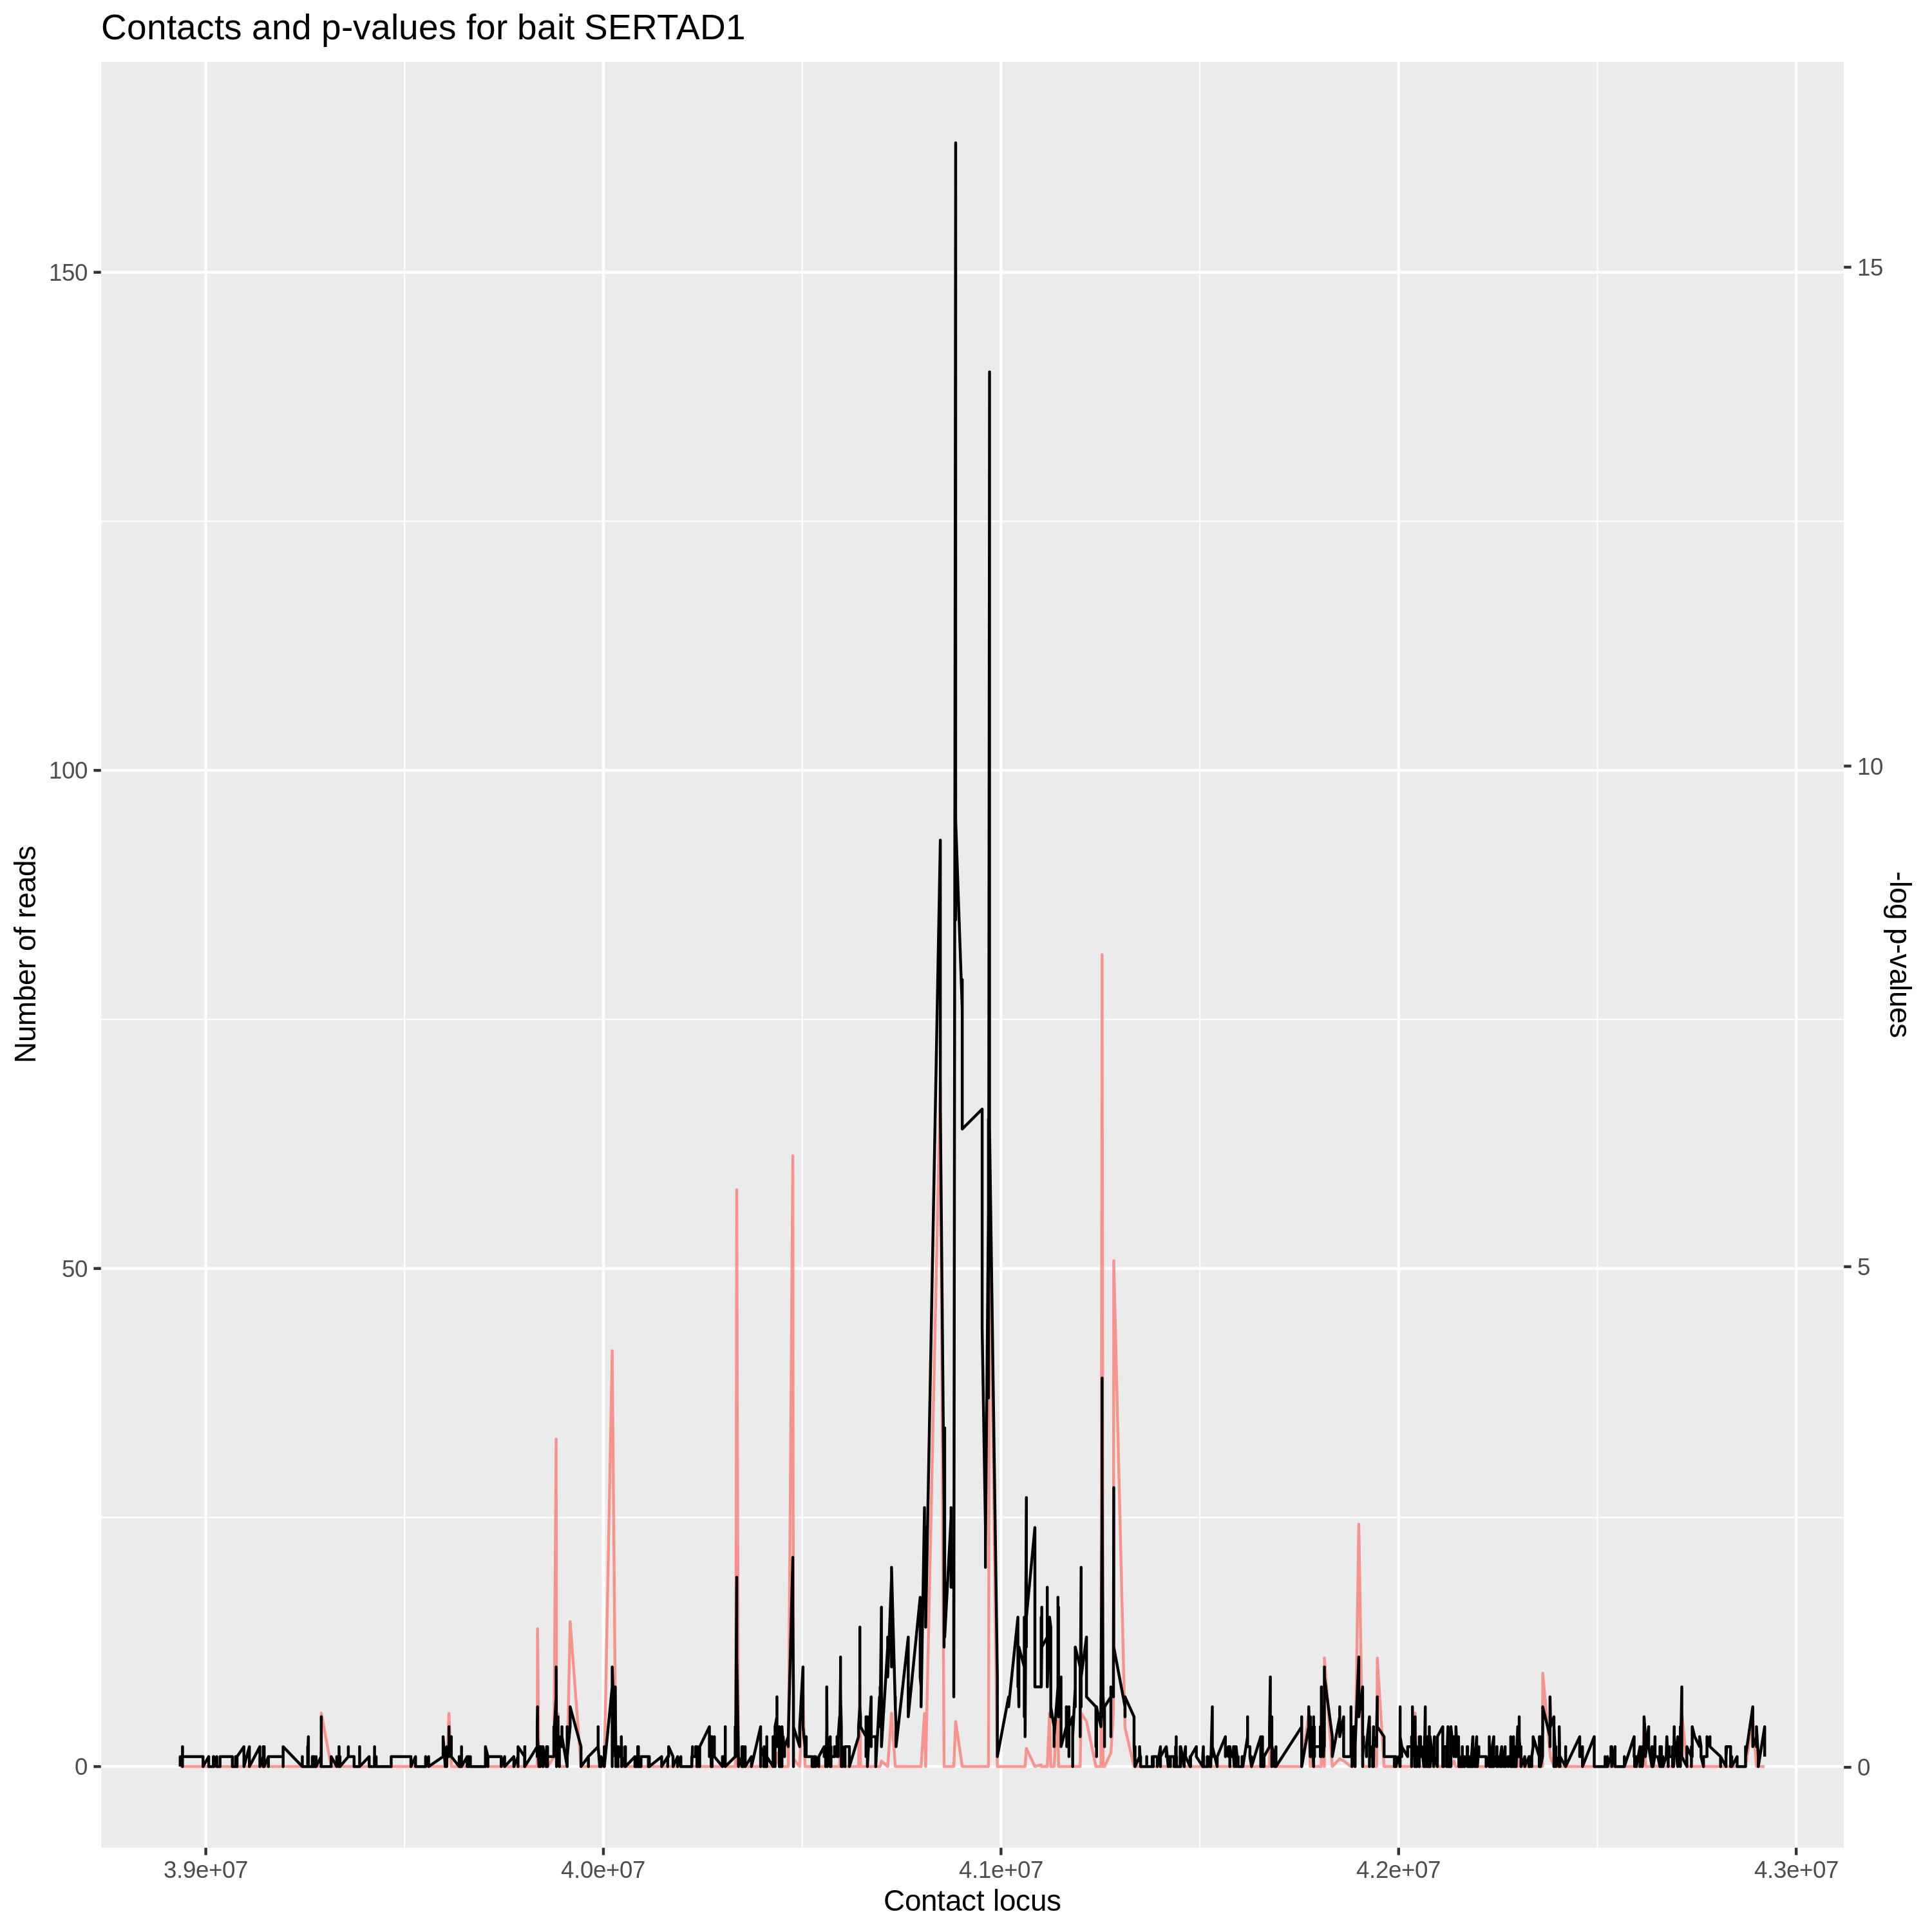 Contacts and p-values for bait SERTAD1
150
100
50
0
Number of reads
15
10
5
0
-log p-values
3.9e+07
4.0e+07
4.1e+07
4.2e+07
4.3e+07
Contact locus